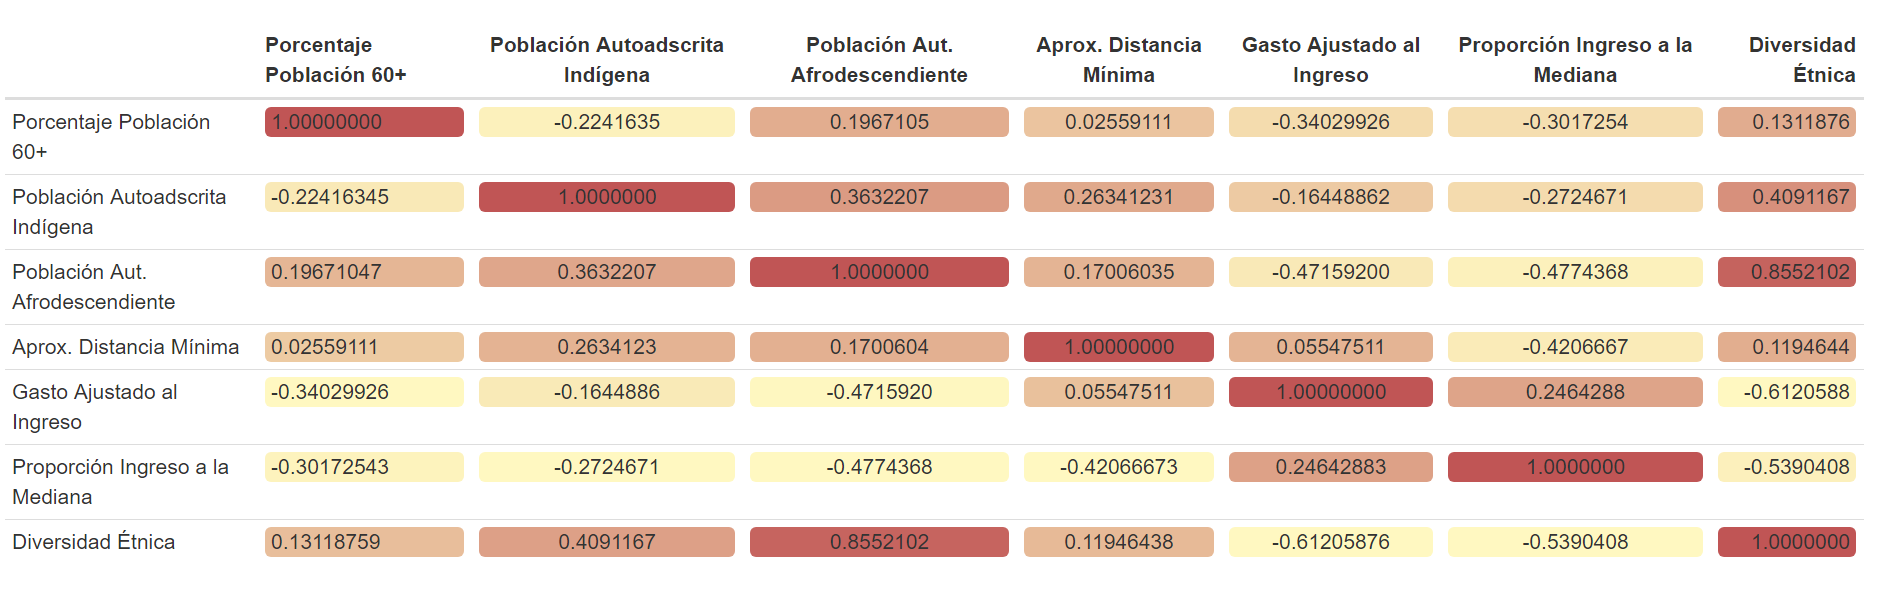 Porcentaje Población 60+ Población Autoadscrita Indígena Población Aut. Afrodescendiente Aprox. Distancia Mínima Gasto Ajustado al Ingreso Proporción Ingreso a la Mediana Diversidad Étnica
Porcentaje Población 60+ 1.00000000 -0.2241635 0.1967105 0.02559111 -0.34029926 -0.3017254 0.1311876
Población Autoadscrita Indígena -0.22416345 1.0000000 0.3632207 0.26341231 -0.16448862 -0.2724671 0.4091167
Población Aut. Afrodescendiente 0.19671047 0.3632207 1.0000000 0.17006035 -0.47159200 -0.4774368 0.8552102
Aprox. Distancia Mínima 0.02559111 0.2634123 0.1700604 1.00000000 0.05547511 -0.4206667 0.1194644
Gasto Ajustado al Ingreso -0.34029926 -0.1644886 -0.4715920 0.05547511 1.00000000 0.2464288 -0.6120588
Proporción Ingreso a la Mediana -0.30172543 -0.2724671 -0.4774368 -0.42066673 0.24642883 1.0000000 -0.5390408
Diversidad Étnica 0.13118759 0.4091167 0.8552102 0.11946438 -0.61205876 -0.5390408 1.0000000